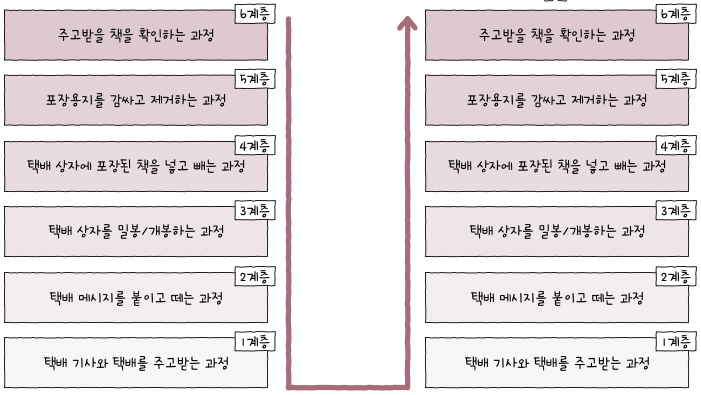 6계층
주고받을 책을 확인하는 과정
5계층
포장용지를 감싸고 제거하는 과정
4계층
택배 상자에 포장된 책을 넣고 빼는 과정
3계층
택배 상자를 밀봉/개봉하는 과정
2계층
택배 메시지를 붙이고 떼는 과정
1계층
택배 기사와 택배를 주고받는 과정
6계층
주고받을 책을 확인하는 과정
5계층
포장용지를 감싸고 제거하는 과정
4계층
택배 상자에 포장된 책을 넣고 빼는 과정
3계층
택배 상자를 밀봉/개봉하는 과정
2계층
택배 메시지를 붙이고 떼는 과정
1계층
택배 기사와 택배를 주고받는 과정